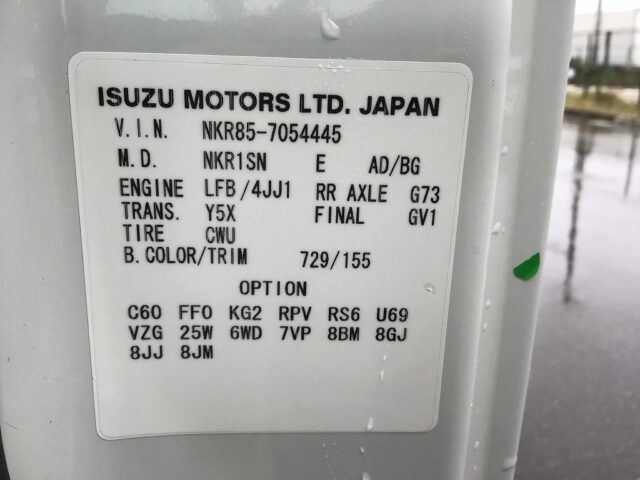 ISUZU MOTORS LTD. JAPAN
V.I.N. NKR85-7054445
M.D. NKR1SN E AD/BG
ENGINE LFB/4JJ1 RR AXLE G73
TRANS. Y5X FINAL GV1
TIRE CWU
B.COLOR/TRIM 729/155
OPTION
C60 FF0 KG2 RPV RS6 U69
VZG 25W 6WD 7VP 8BM 8GJ
8JJ 8JM